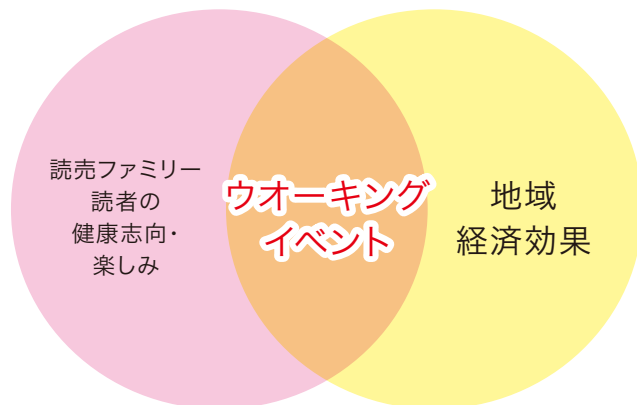 読売ファミリー
読者の
健康志向・
楽しみ
ウオーキング
イベント
地域
経済効果